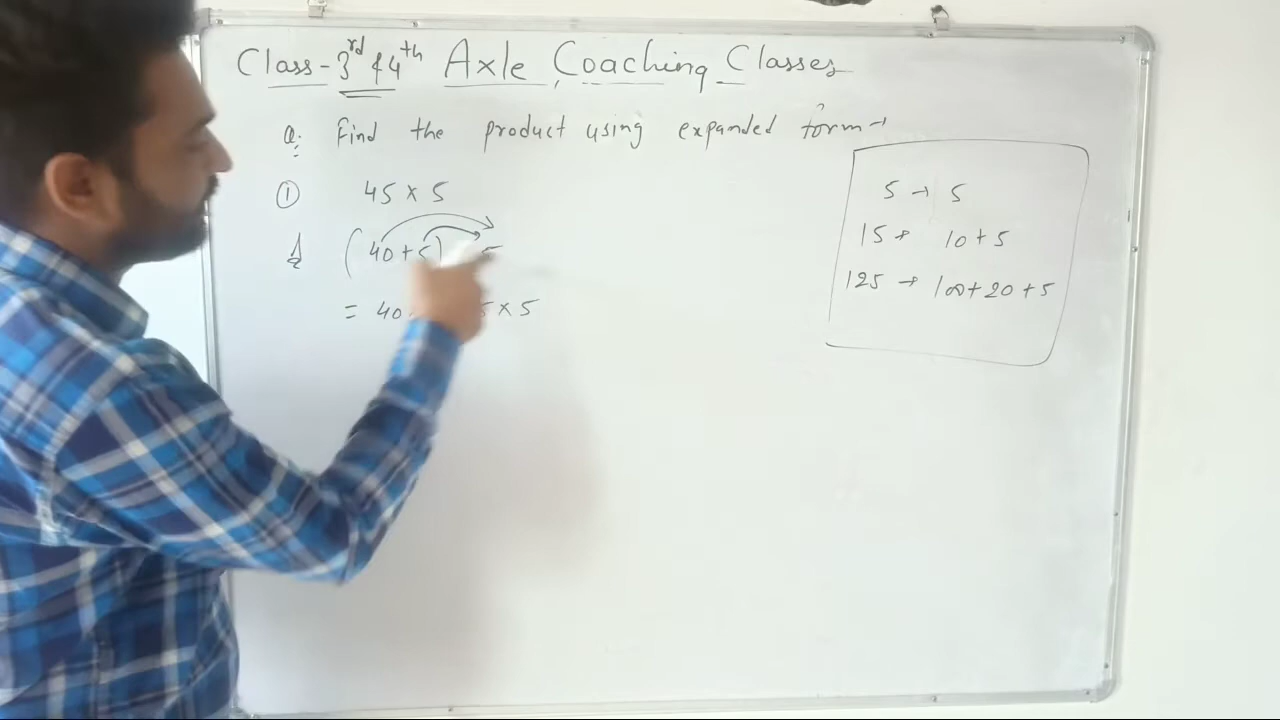 Class-3rd & 4th Axle Coaching Classes
Q: Find the product using expanded form→
① 45 × 5
(40+5) 5
= 40 5 × 5
5 → 5
15 → 10+5
125 → 100+20+5